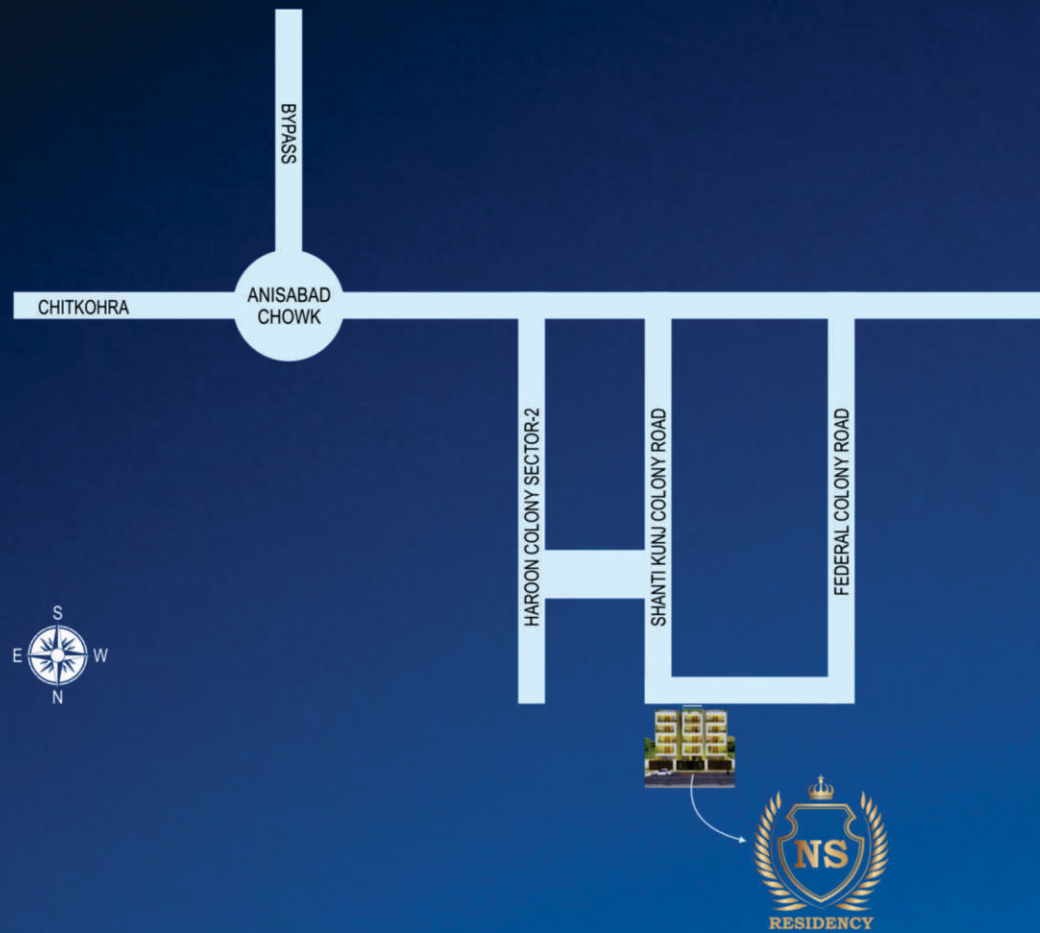 BYPASS
CHITKOHRA
ANISABAD
CHOWK
HAROON COLONY SECTOR-2
SHANTI KUNJ COLONY ROAD
FEDERAL COLONY ROAD
S
E W
N
NS
RESIDENCY